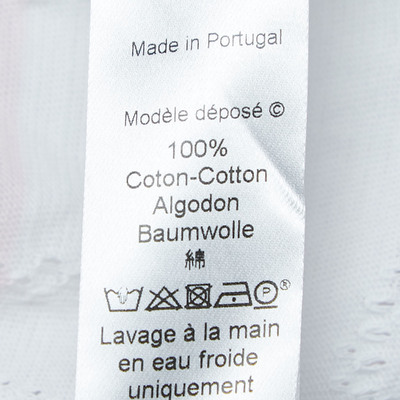 Made in Portugal
Modèle déposé ©
100%
Coton-Cotton
Algodon
Baumwolle
綿
P®
Lavage à la main
en eau froide
uniquement